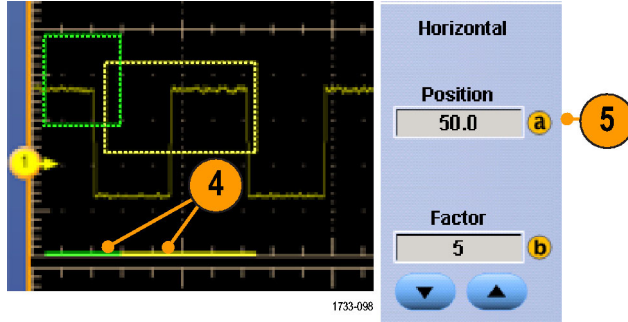 1
4
1733-098
Horizontal
Position
50.0 a
5
Factor
5 b